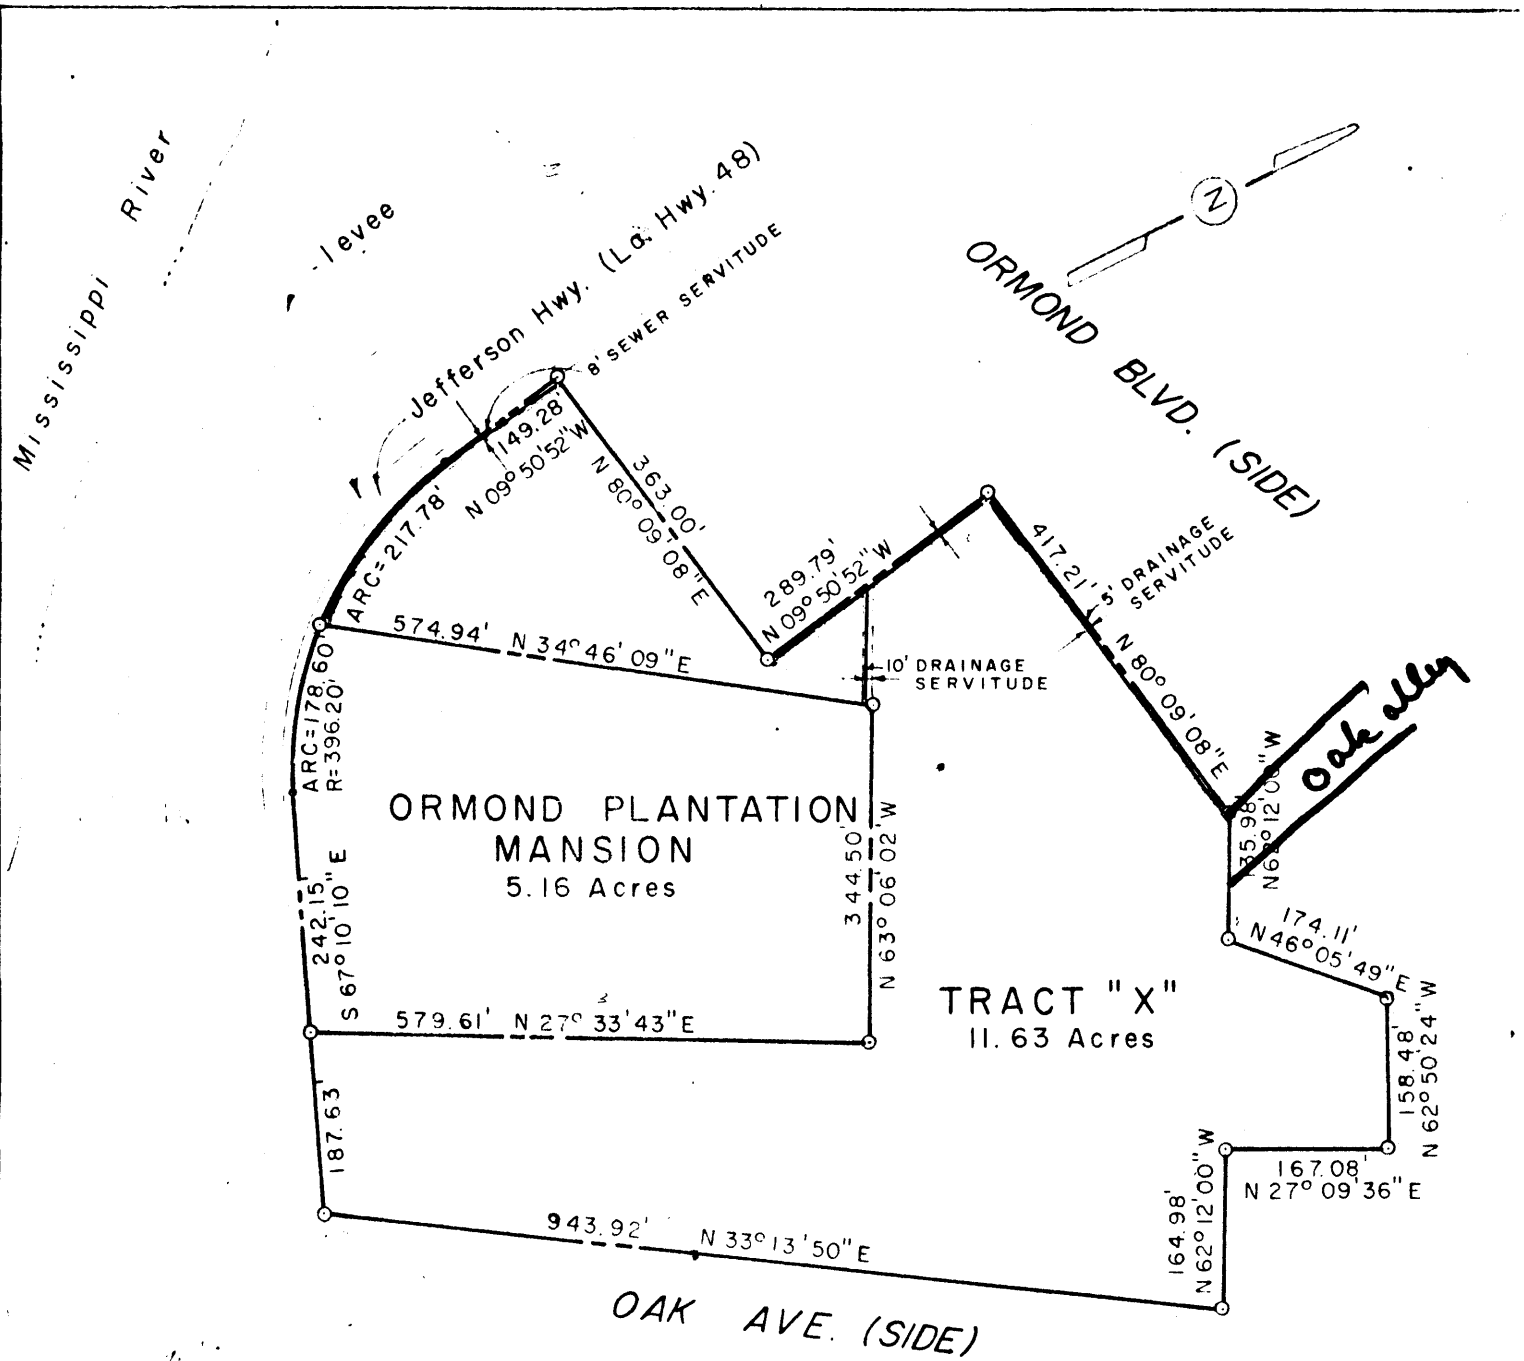 Mississippi River
levee
Jefferson Hwy. (La. Hwy. 48)
8' SEWER SERVITUDE
N
ORMOND BLVD. (SIDE)
149.28'
N 09° 50' 52" W
ARC=217.78'
363.00'
N 80° 09' 08" E
289.79'
N 09° 50' 52" W
417.21'
N 80° 09' 08" E
5' DRAINAGE
SERVITUDE
574.94' N 34° 46' 09" E
10' DRAINAGE
SERVITUDE
Oak alley
ARC=178.60'
R=396.20'
ORMOND PLANTATION
MANSION
5.16 Acres
344.50'
N 63° 06' 02" W
135.98'
N 62° 12' 00" W
174.11'
N 46° 05' 49" E
242.15'
S 67° 10' 10" E
TRACT "X"
11.63 Acres
579.61' N 27° 33' 43" E
3
158.48'
N 62° 50' 24" W
187.63'
167.08'
N 27° 09' 36" E
164.98'
N 62° 12' 00" W
943.92' N 33° 13' 50" E
OAK AVE. (SIDE)